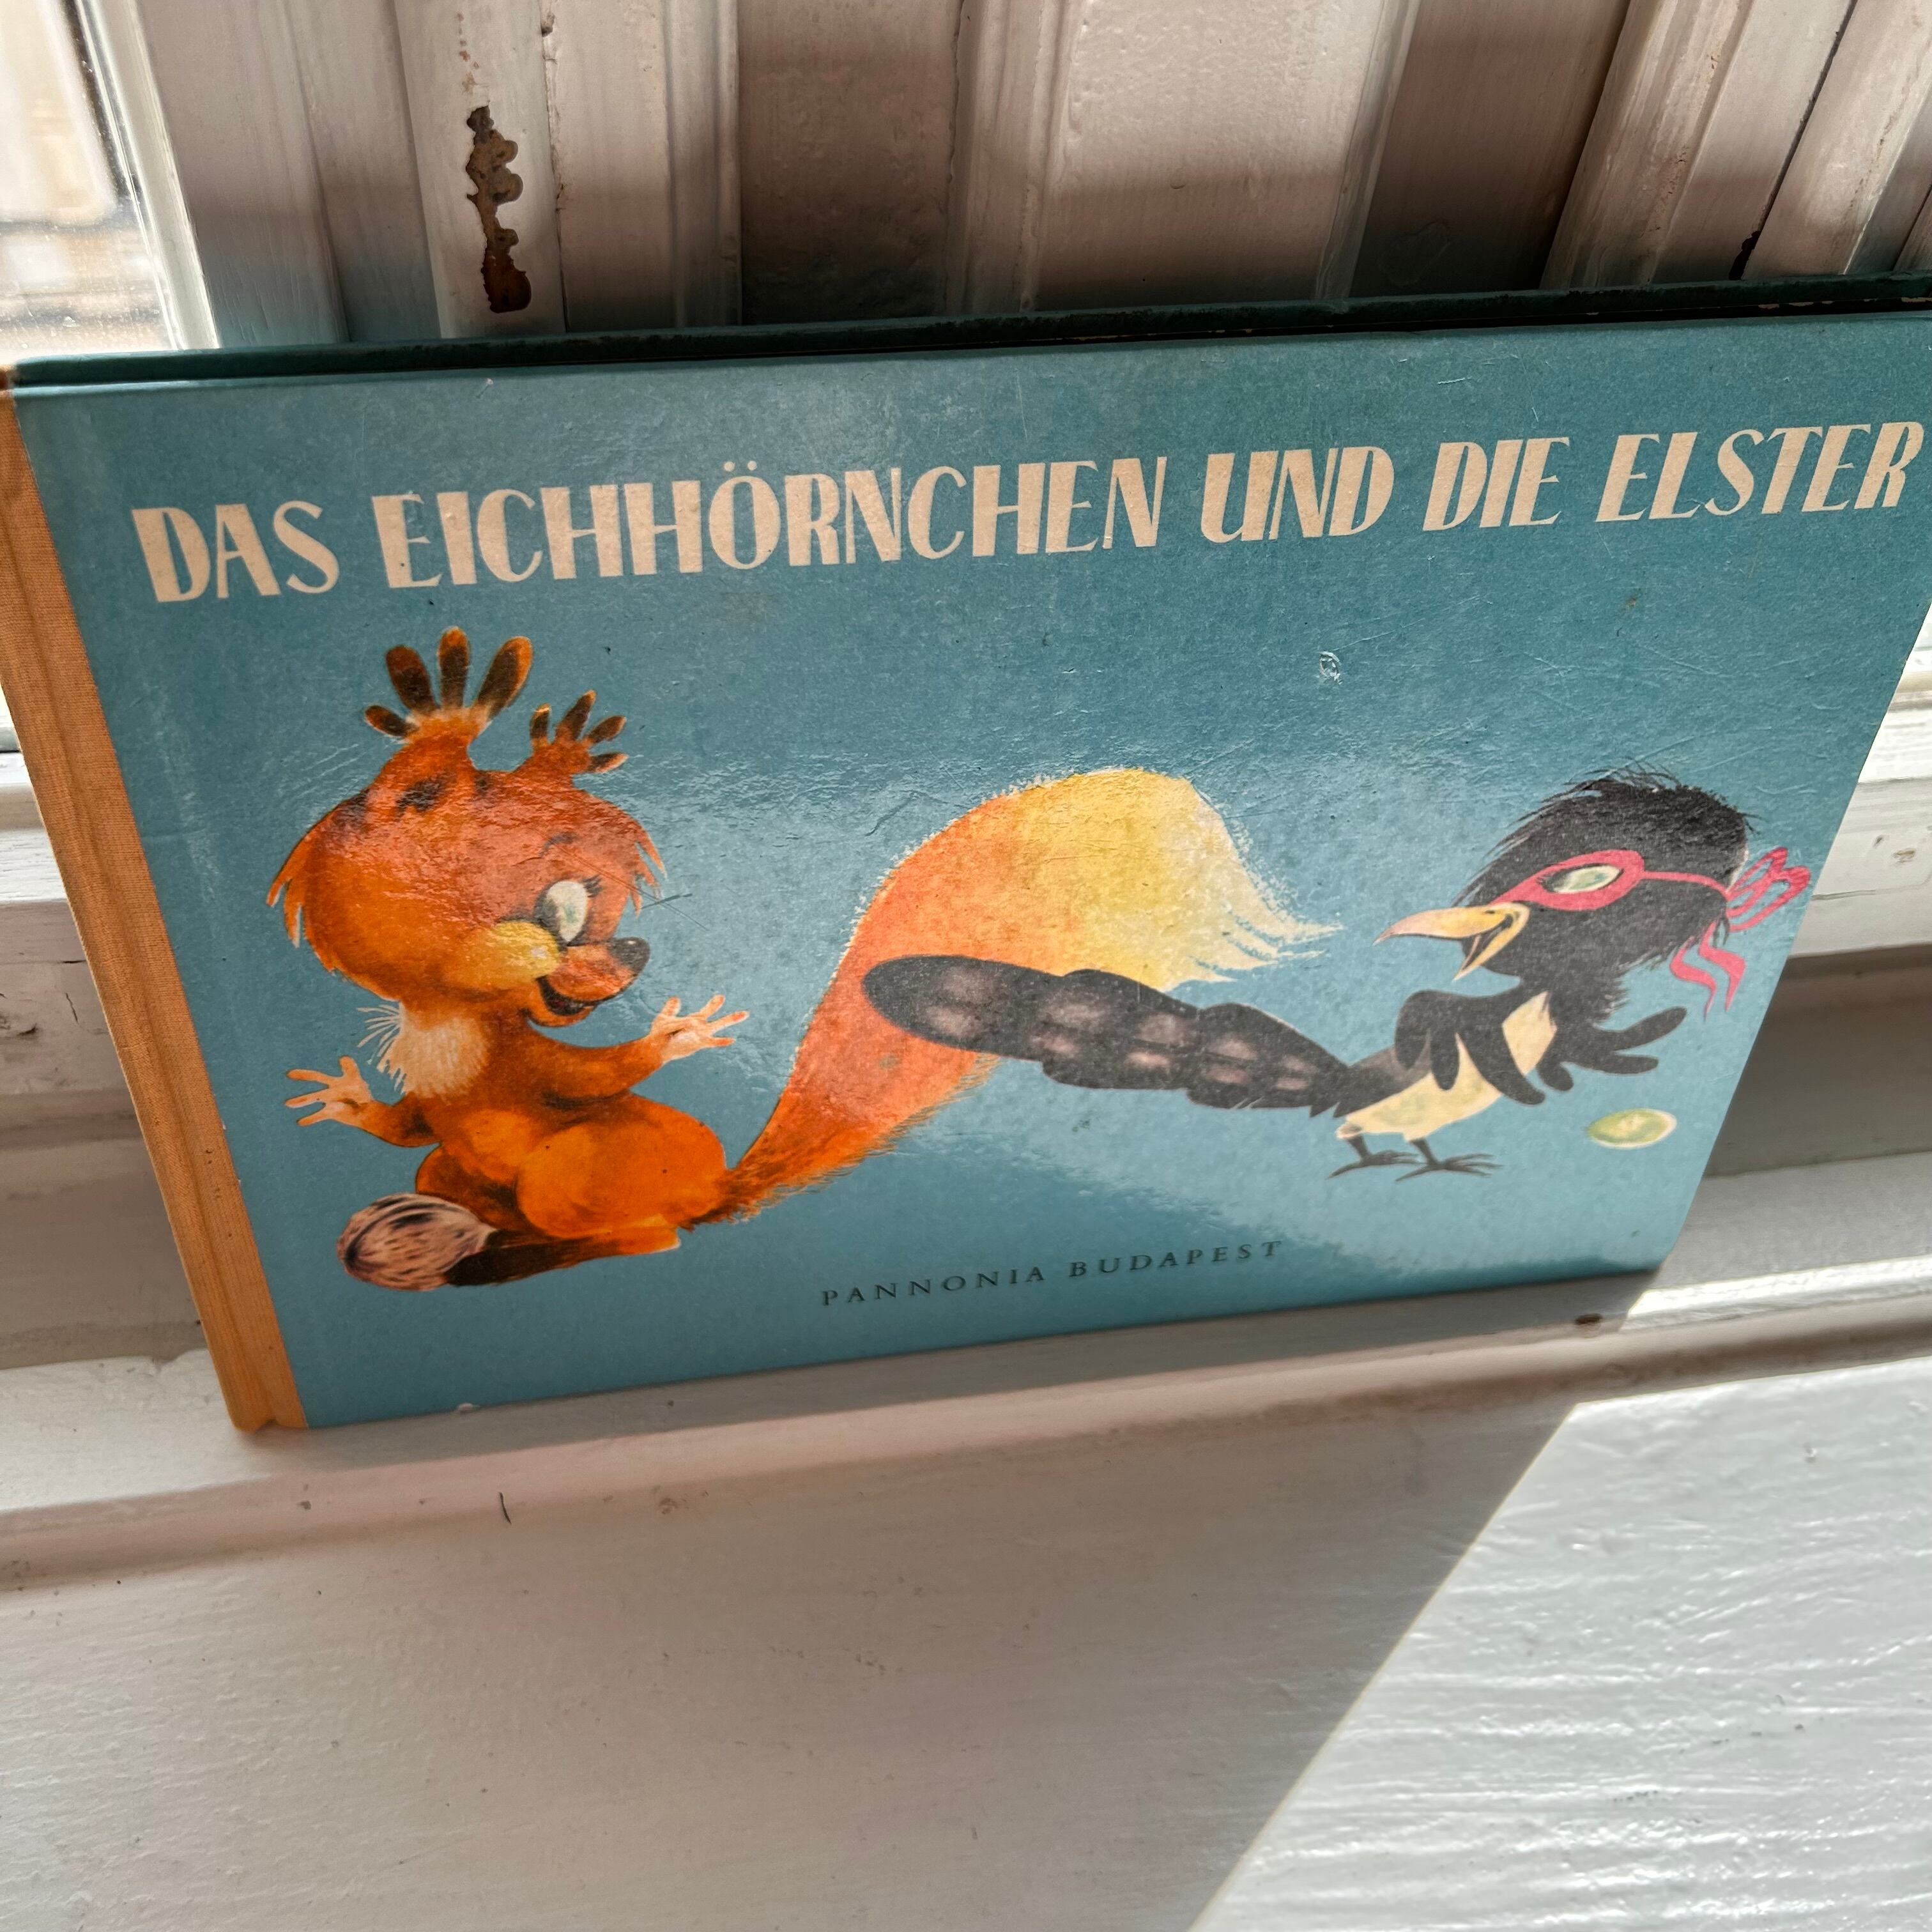 DAS EICHHÖRNCHEN UND DIE ELSTER
PANNONIA BUDAPEST